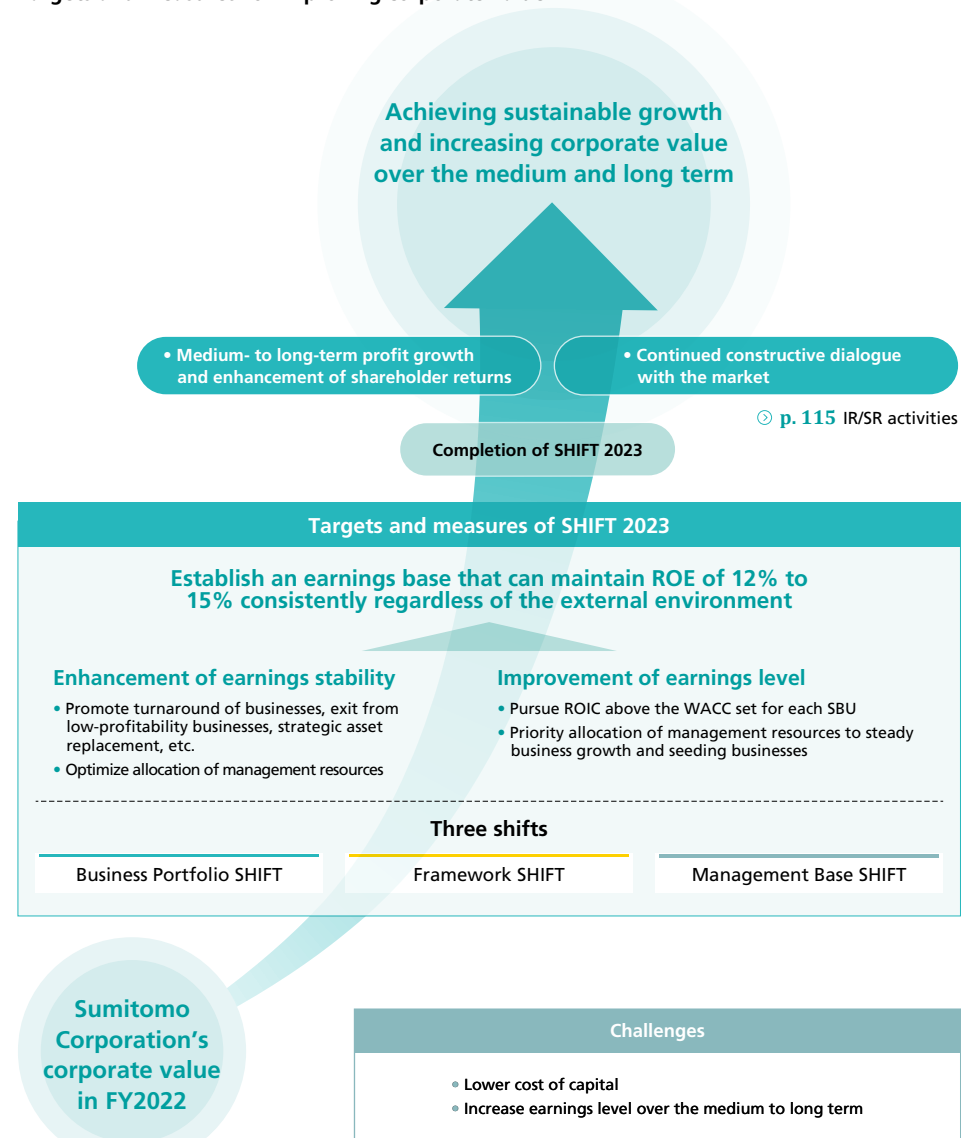 Achieving sustainable growth
and increasing corporate value
over the medium and long term
• Medium- to long-term profit growth
and enhancement of shareholder returns
• Continued constructive dialogue
with the market
p. 115 IR/SR activities
Completion of SHIFT 2023
Targets and measures of SHIFT 2023
Establish an earnings base that can maintain ROE of 12% to
15% consistently regardless of the external environment
Enhancement of earnings stability
• Promote turnaround of businesses, exit from
low-profitability businesses, strategic asset
replacement, etc.
• Optimize allocation of management resources
Improvement of earnings level
• Pursue ROIC above the WACC set for each SBU
• Priority allocation of management resources to steady
business growth and seeding businesses
Three shifts
Business Portfolio SHIFT
Framework SHIFT
Management Base SHIFT
Sumitomo
Corporation's
corporate value
in FY2022
Challenges
• Lower cost of capital
• Increase earnings level over the medium to long term